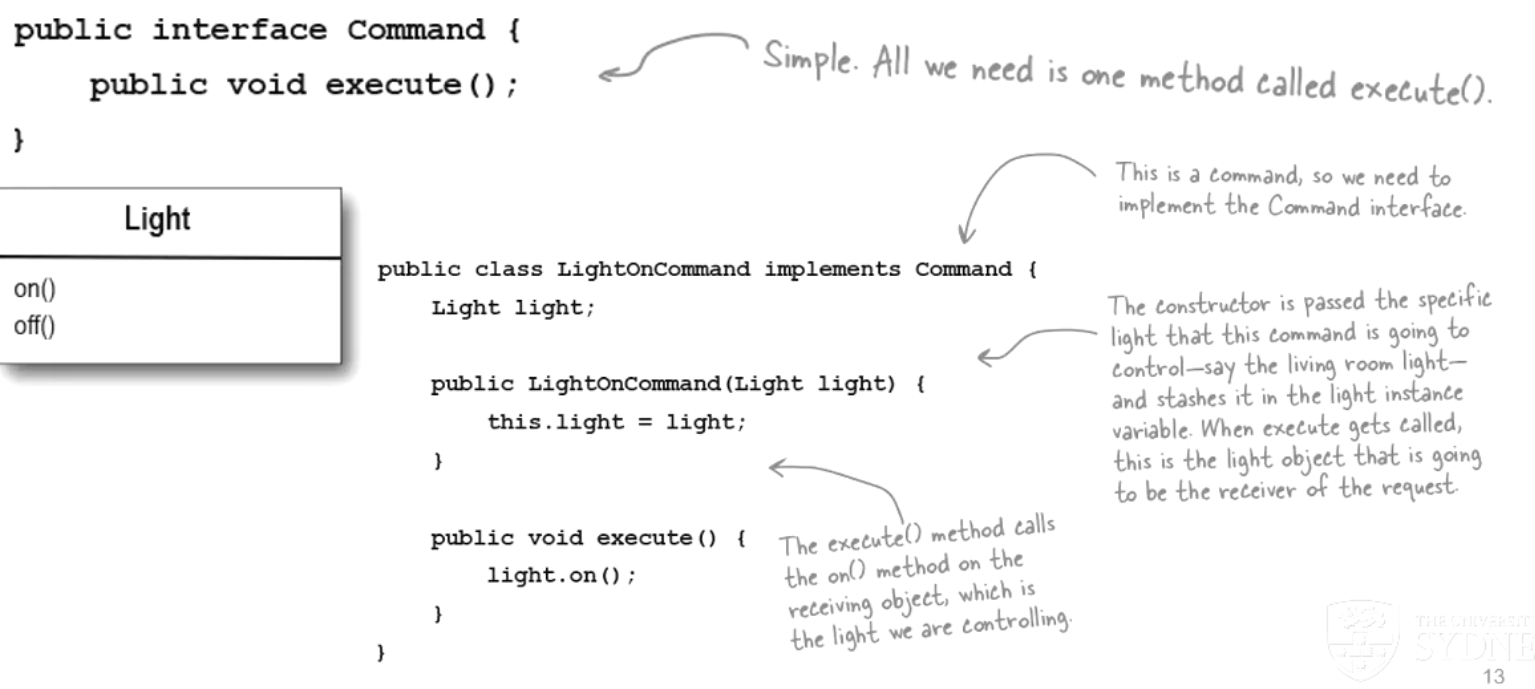 public interface Command {
public void execute();
}
Simple. All we need is one method called execute().
Light
on()
off()
This is a command, so we need to
implement the Command interface.
public class LightOnCommand implements Command {
Light light;
public LightOnCommand(Light light) {
this.light = light;
}
The constructor is passed the specific
light that this command is going to
control—say the living room light—
and stashes it in the light instance
variable. When execute gets called,
this is the light object that is going
to be the receiver of the request.
public void execute() {
light.on();
}
}
The execute() method calls
the on() method on the
receiving object, which is
the light we are controlling.
THE UNIVERSIT
SYDNE
13